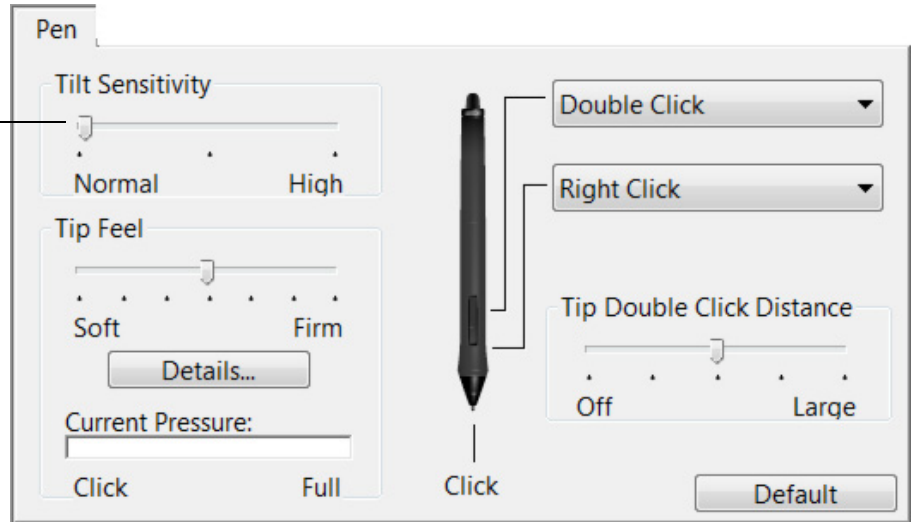 Pen
Tilt Sensitivity
Normal High
Tip Feel
Soft Firm
Details...
Current Pressure:
Click Full
Double Click
Right Click
Click
Tip Double Click Distance
Off Large
Default